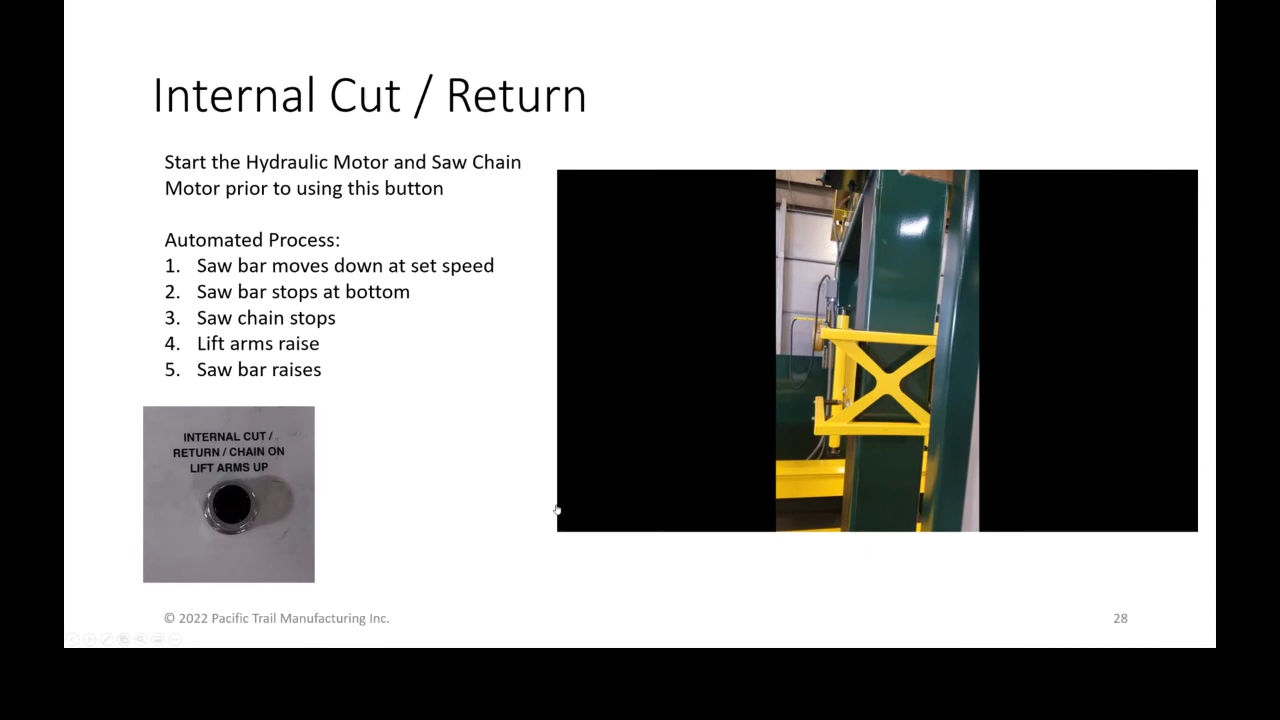 Internal Cut / Return
Start the Hydraulic Motor and Saw Chain
Motor prior to using this button
Automated Process:
1. Saw bar moves down at set speed
2. Saw bar stops at bottom
3. Saw chain stops
4. Lift arms raise
5. Saw bar raises
INTERNAL CUT /
RETURN / CHAIN ON
LIFT ARMS UP
© 2022 Pacific Trail Manufacturing Inc.
28